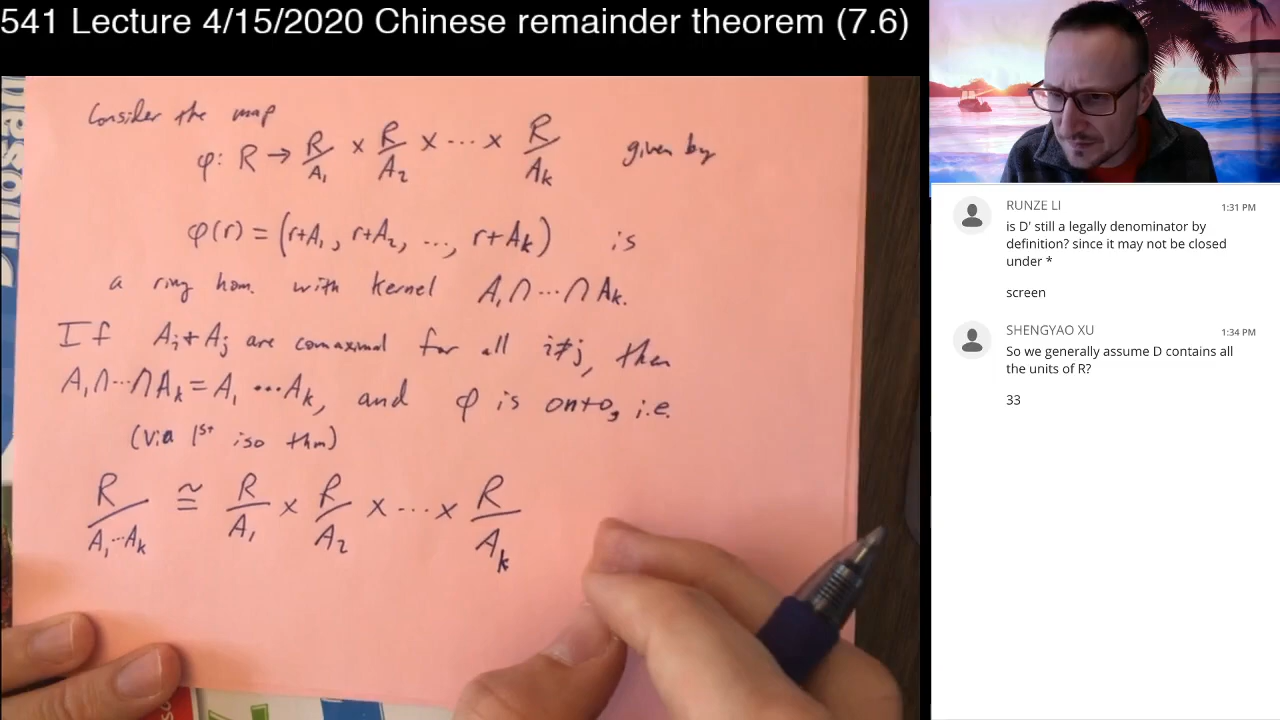 541 Lecture 4/15/2020 Chinese remainder theorem (7.6)
Consider the map
φ: R → R/A₁ × R/A₂ × ... × R/Aₖ given by
φ(r) = (r+A₁, r+A₂, ..., r+Aₖ) is
a ring hom. with kernel A₁∩...∩Aₖ.
If Aᵢ+Aⱼ are comaximal for all i≠j, then
A₁∩...∩Aₖ = A₁...Aₖ, and φ is onto, i.e.
(via 1st iso thm)
R/A₁...Aₖ ≅ R/A₁ × R/A₂ × ... × R/Aₖ
RUNZE LI 1:31 PM
is D' still a legally denominator by
definition? since it may not be closed
under *
screen
SHENGYAO XU 1:34 PM
So we generally assume D contains all
the units of R?
33